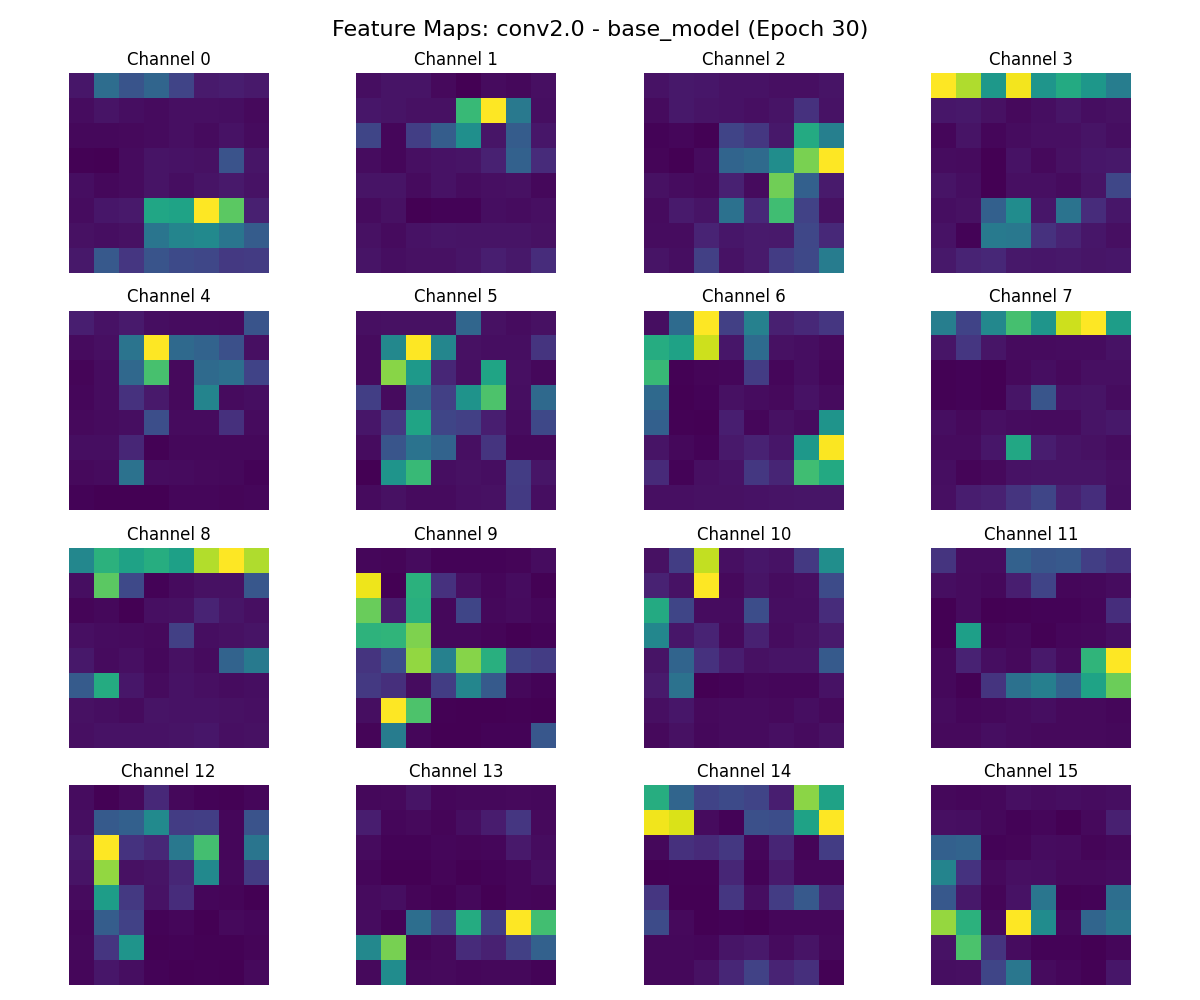 Feature Maps: conv2.0 - base_model (Epoch 30)
Channel 0
Channel 1
Channel 2
Channel 3
Channel 4
Channel 5
Channel 6
Channel 7
Channel 8
Channel 9
Channel 10
Channel 11
Channel 12
Channel 13
Channel 14
Channel 15